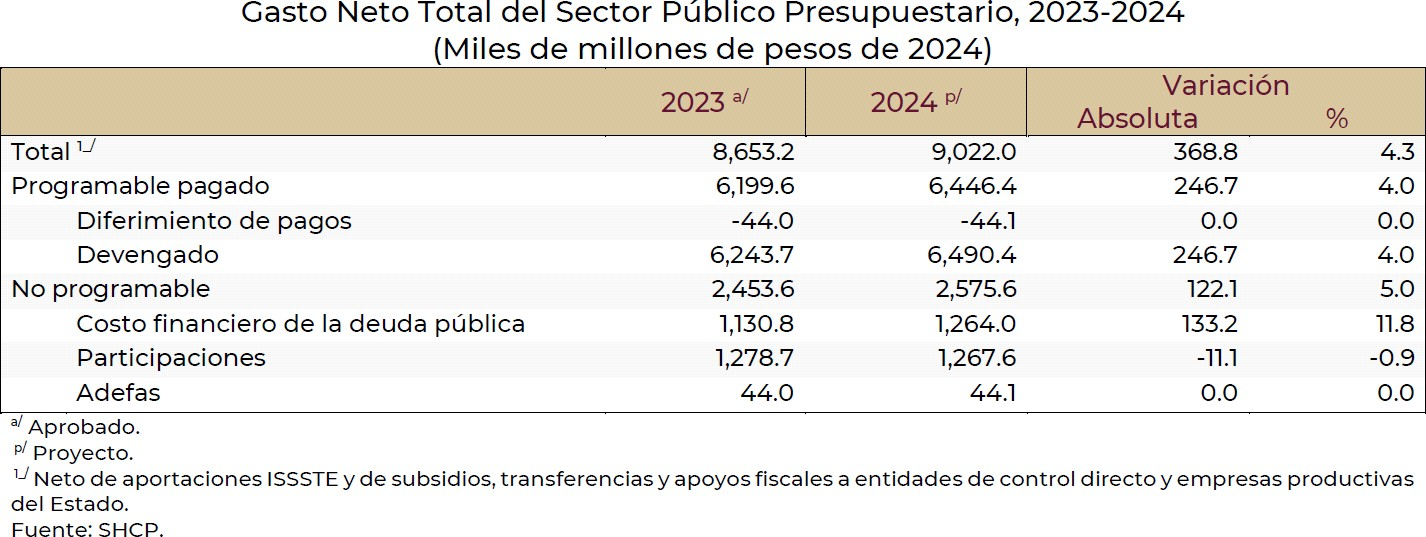 Gasto Neto Total del Sector Público Presupuestario, 2023-2024
(Miles de millones de pesos de 2024)
2023 a/ 2024 p/ Variación
Absoluta %
Total 1_/ 8,653.2 9,022.0 368.8 4.3
Programable pagado 6,199.6 6,446.4 246.7 4.0
Diferimiento de pagos -44.0 -44.1 0.0 0.0
Devengado 6,243.7 6,490.4 246.7 4.0
No programable 2,453.6 2,575.6 122.1 5.0
Costo financiero de la deuda pública 1,130.8 1,264.0 133.2 11.8
Participaciones 1,278.7 1,267.6 -11.1 -0.9
Adefas 44.0 44.1 0.0 0.0
a/ Aprobado.
p/ Proyecto.
1_/ Neto de aportaciones ISSSTE y de subsidios, transferencias y apoyos fiscales a entidades de control directo y empresas productivas
del Estado.
Fuente: SHCP.